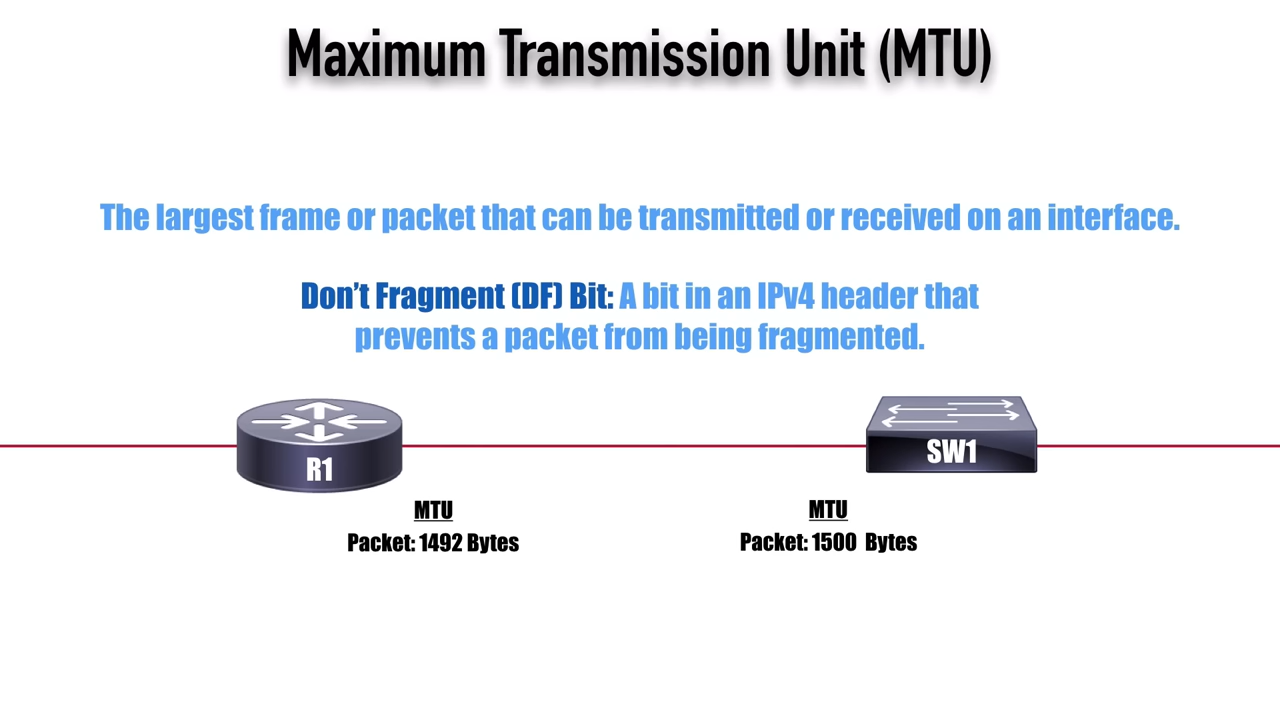 Maximum Transmission Unit (MTU)
The largest frame or packet that can be transmitted or received on an interface.
Don’t Fragment (DF) Bit: A bit in an IPv4 header that
prevents a packet from being fragmented.
R1
SW1
MTU
Packet: 1492 Bytes
MTU
Packet: 1500 Bytes